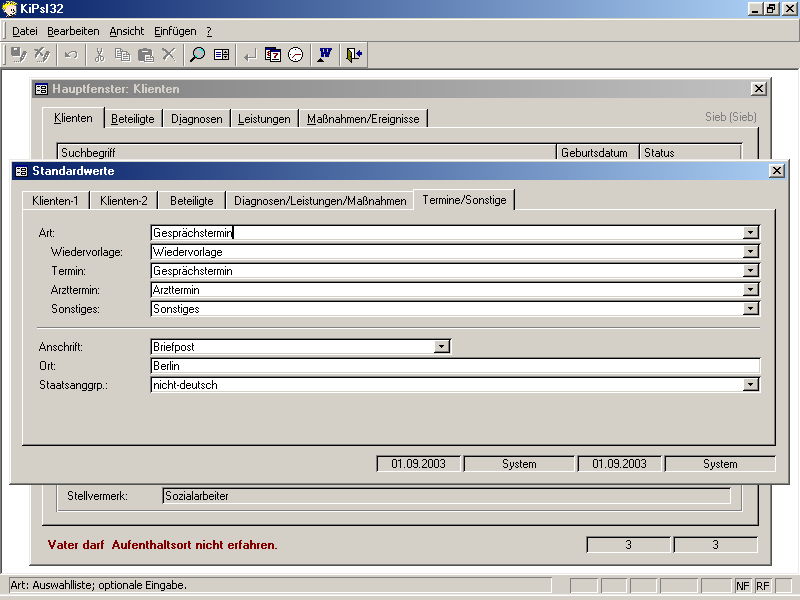 KiPsI32
Datei Bearbeiten Ansicht Einfügen ?
Hauptfenster: Klienten
Klienten Beteiligte Diagnosen Leistungen Maßnahmen/Ereignisse Sieb (Sieb)
Suchbegriff Geburtsdatum Status
Standardwerte
Klienten-1 Klienten-2 Beteiligte Diagnosen/Leistungen/Maßnahmen Termine/Sonstige
Art: Gesprächstermin
Wiedervorlage: Wiedervorlage
Termin: Gesprächstermin
Arzttermin: Arzttermin
Sonstiges: Sonstiges
Anschrift: Briefpost
Ort: Berlin
Staatsanggrp.: nicht-deutsch
01.09.2003 System 01.09.2003 System
Stellvermerk: Sozialarbeiter
Vater darf Aufenthaltsort nicht erfahren. 3 3
Art: Auswahlliste; optionale Eingabe. NF RF